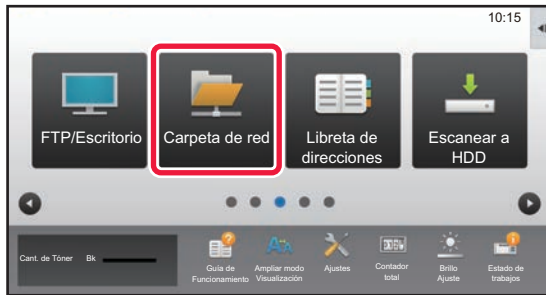 10:15
FTP/Escritorio
Carpeta de red
Libreta de
direcciones
Escanear a
HDD
Cant. de Tóner Bk
Guía de
Funcionamiento
Ampliar modo
Visualización
Ajustes
Contador
total
Brillo
Ajuste
Estado de
trabajos